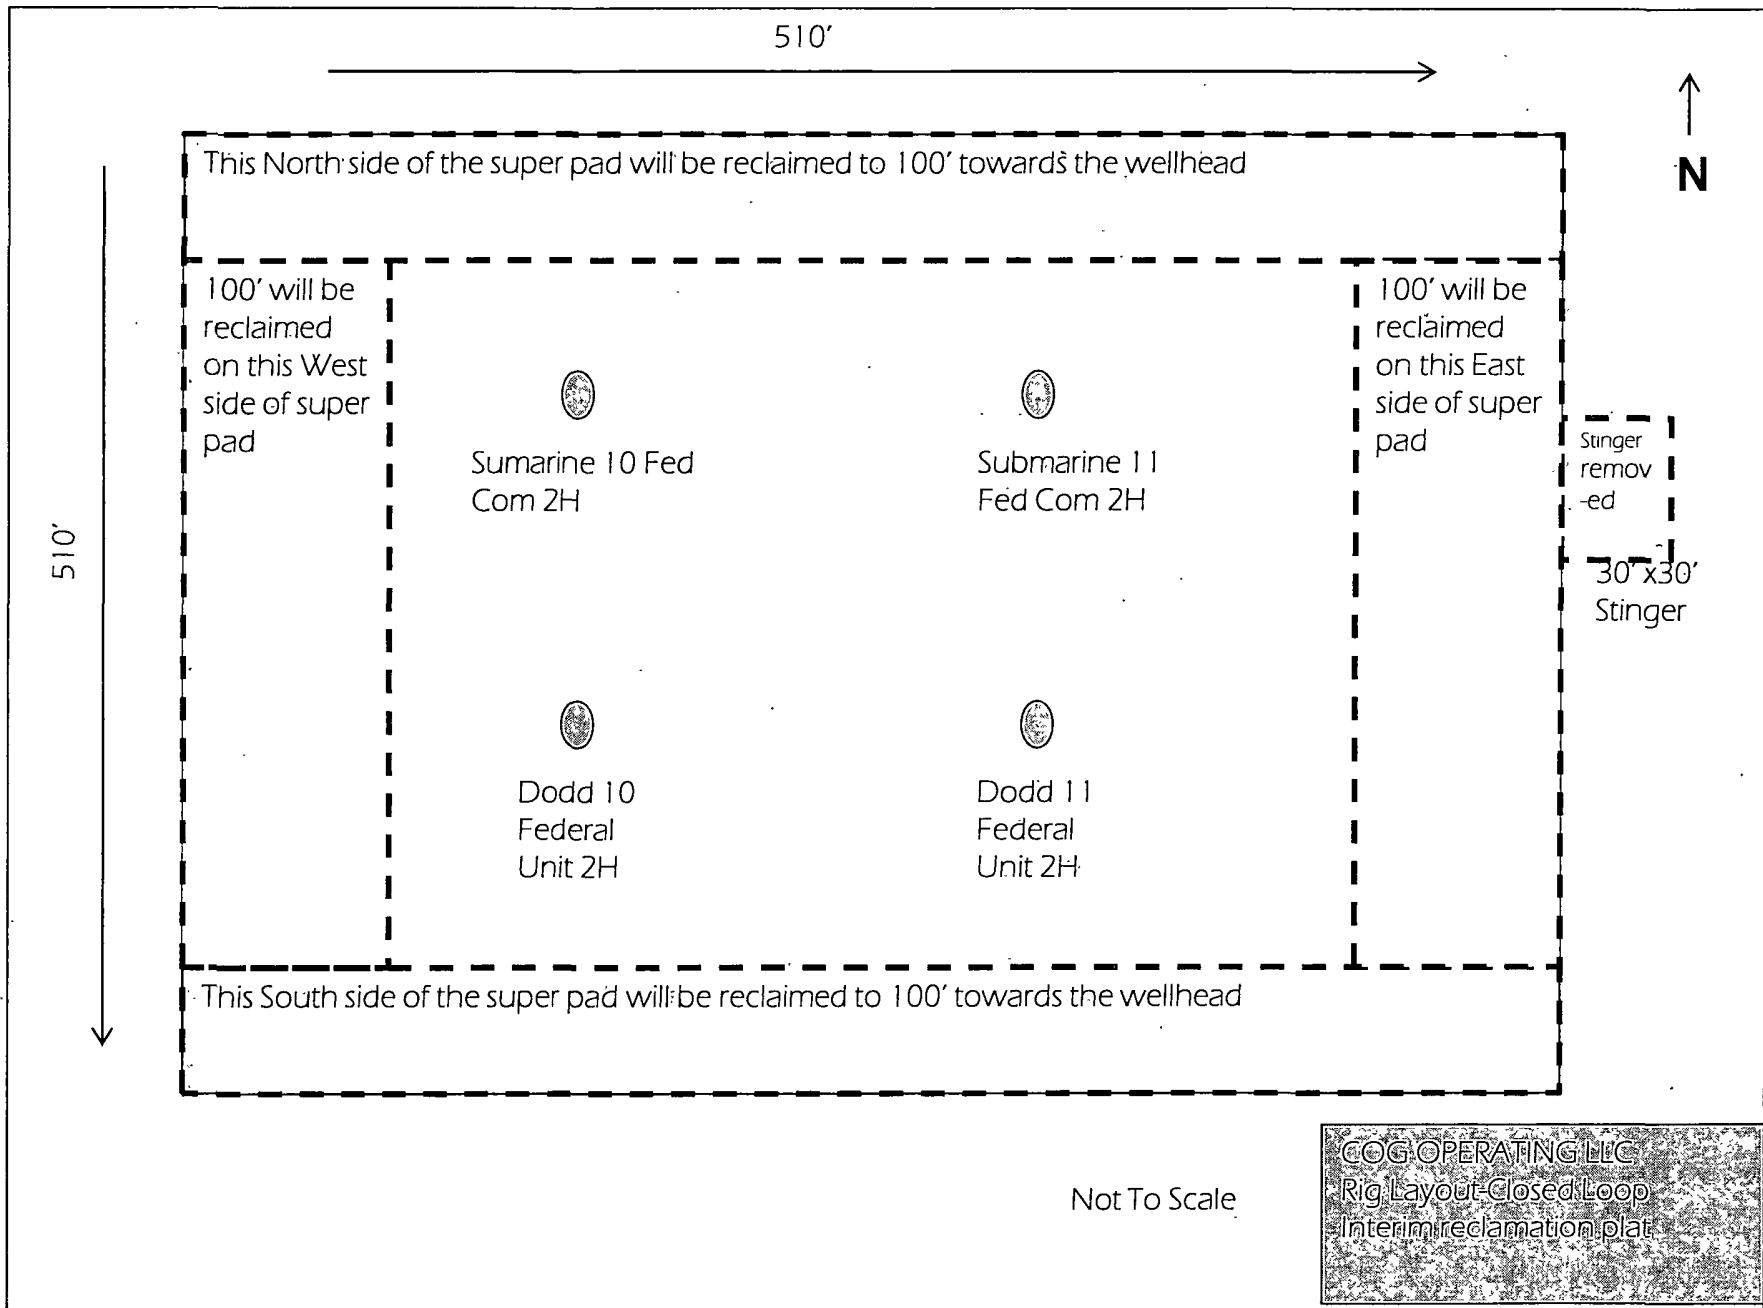 510'
N
This North side of the super pad will be reclaimed to 100' towards the wellhead
100' will be
reclaimed
on this West
side of super
pad
100' will be
reclaimed
on this East
side of super
pad
Sumarine 10 Fed
Com 2H
Submarine 11
Fed Com 2H
Stinger
remov
-ed
30' x30'
Stinger
510'
Dodd 10
Federal
Unit 2H
Dodd 11
Federal
Unit 2H
This South side of the super pad will be reclaimed to 100' towards the wellhead
Not To Scale
COG OPERATING LLC
Rig Layout-Closed Loop
Interim reclamation plat